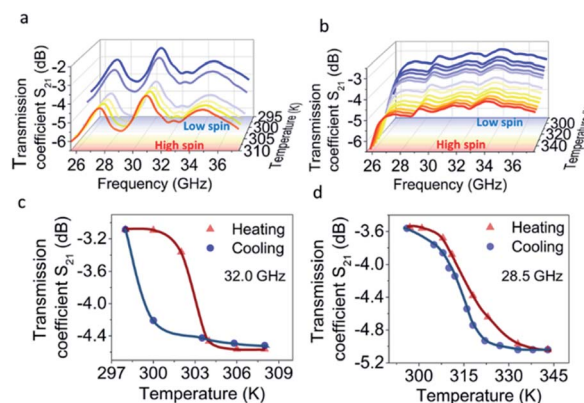 a
Transmission
coefficient S21 (dB)
-2
-3
-4
-5
-6
26 28 30 32 34 36
Frequency (GHz)
295
300
305
310
Temperature (K)
Low spin
High spin
b
Transmission
coefficient S21 (dB)
-3
-4
-5
-6
26 28 30 32 34 36
Frequency (GHz)
300
320
340
Low spin
High spin
c
Transmission
coefficient S21 (dB)
-3.2
-3.6
-4.0
-4.4
297 300 303 306 309
Temperature (K)
Heating
Cooling
32.0 GHz
d
Transmission
coefficient S21 (dB)
-3.6
-4.0
-4.4
-4.8
-5.2
300 315 330 345
Temperature (K)
Heating
Cooling
28.5 GHz